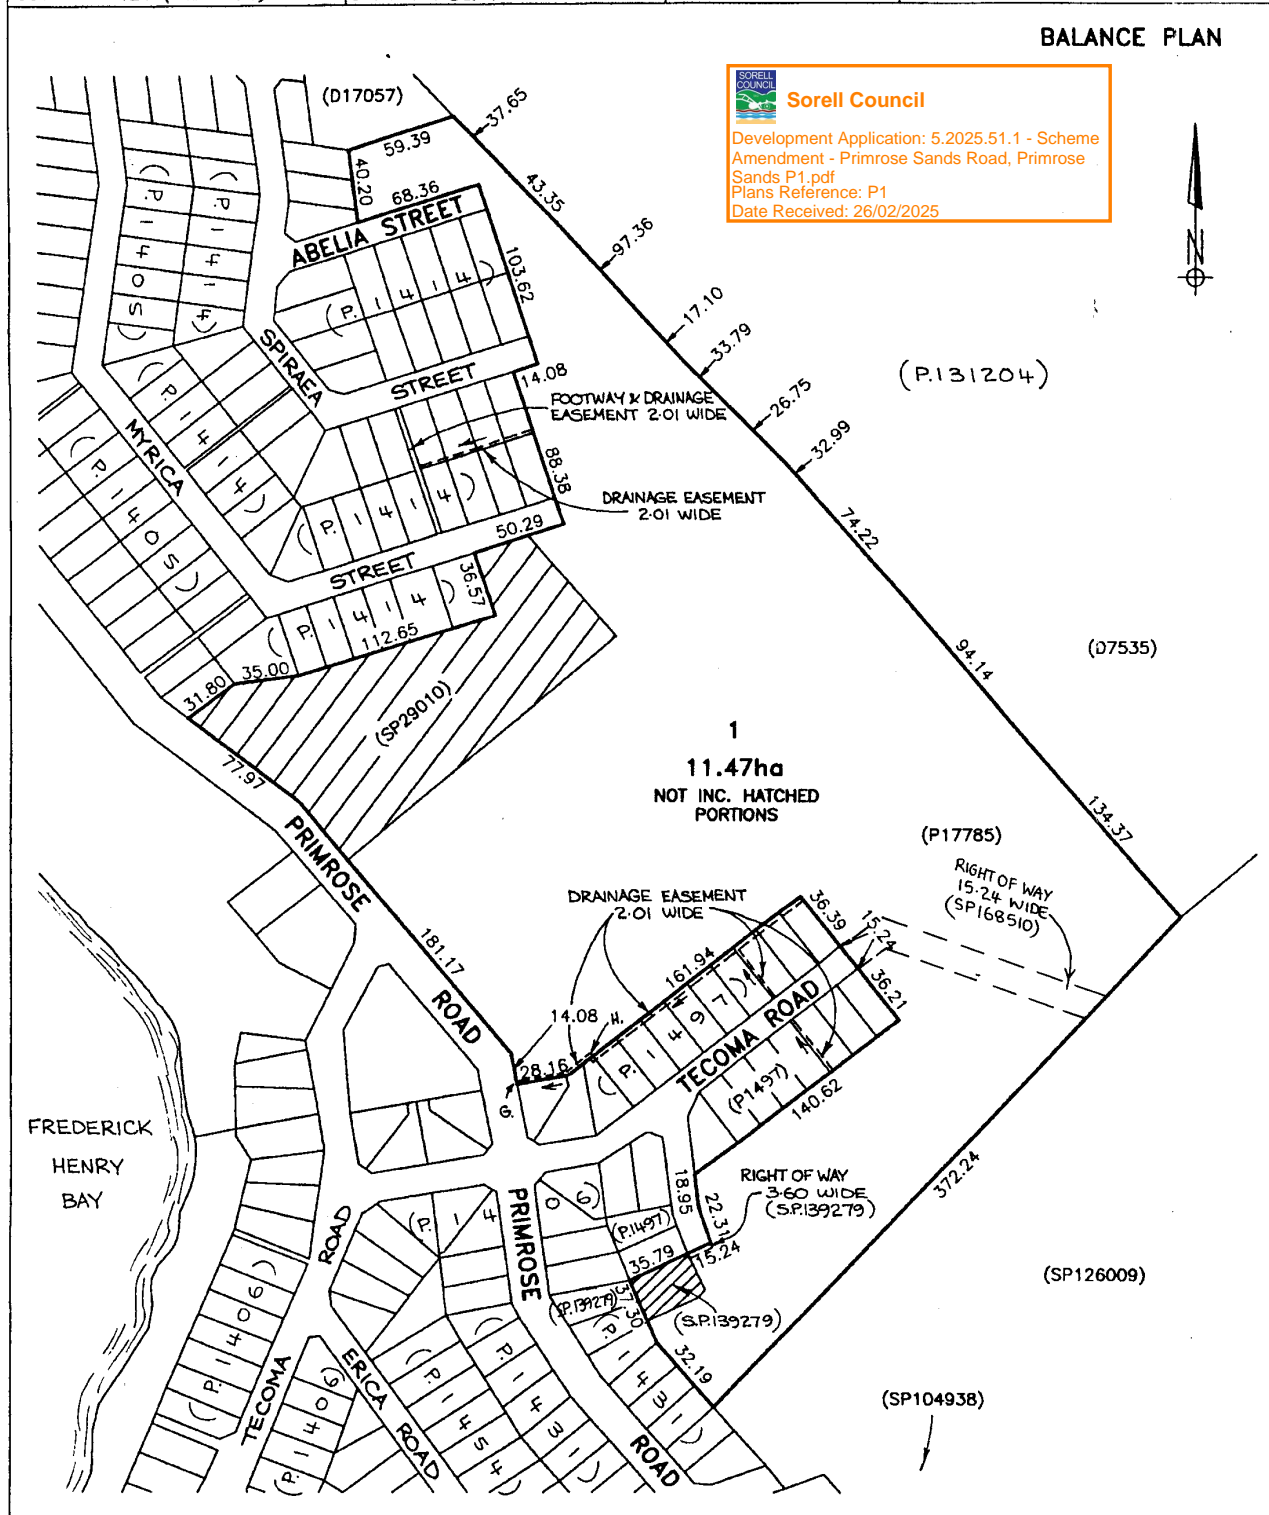 BALANCE PLAN
SORELL
COUNCIL
Sorell Council
Development Application: 5.2025.51.1 - Scheme
Amendment - Primrose Sands Road, Primrose
Sands P1.pdf
Plans Reference: P1
Date Received: 26/02/2025
N
(D17057)
37.65
59.39
40.20
68.36
43.35
ABELIA STREET
103.62
97.36
(P.1405)
(P.1414)
(P.1414)
17.10
33.79
SPIRAEA
STREET
14.08
(P.131204)
FOOTWAY & DRAINAGE
EASEMENT 2.01 WIDE
26.75
32.99
MYRICA
(P.1414)
(P.1405)
88.38
DRAINAGE EASEMENT
2.01 WIDE
(P.1414)
50.29
74.22
STREET
36.57
(P.1414)
112.65
35.00
31.80
94.14
(D7535)
(SP29010)
1
11.47ha
NOT INC. HATCHED
PORTIONS
77.97
PRIMROSE
134.37
(P17785)
RIGHT OF WAY
15.24 WIDE
(SP168510)
DRAINAGE EASEMENT
2.01 WIDE
36.39
15.24
181.17
161.94
36.21
ROAD
14.08
H.
(P.1497)
TECOMA ROAD
28.16
G.
(P1497)
140.62
FREDERICK
HENRY
BAY
RIGHT OF WAY
3.60 WIDE
(S.P.139279)
18.95
22.31
372.24
PRIMROSE
(P.1406)
(P.1497)
35.79
15.24
ROAD
(SP126009)
(S.P.139279)
37.30
(S.P.139279)
(P.1406)
TECOMA
ERICA ROAD
(P.1406)
(P.1454)
(P.1431)
(P.1431)
32.19
ROAD
(SP104938)